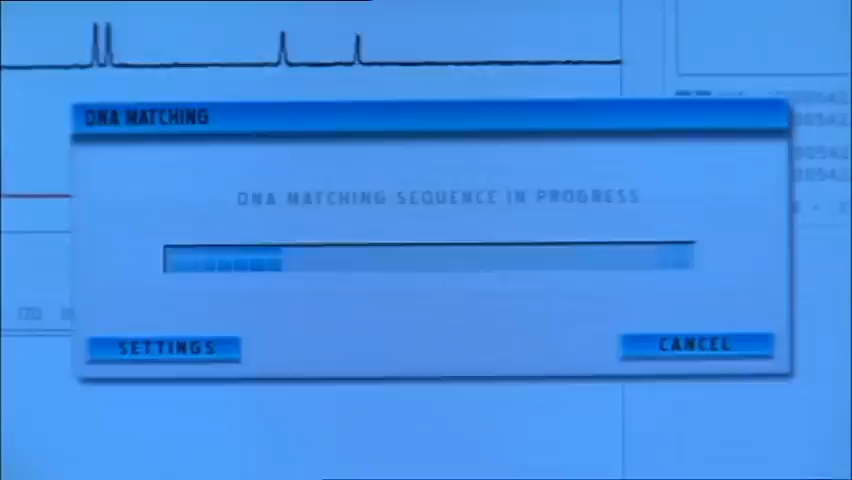 DNA MATCHING
DNA MATCHING SEQUENCE IN PROGRESS
SETTINGS
CANCEL